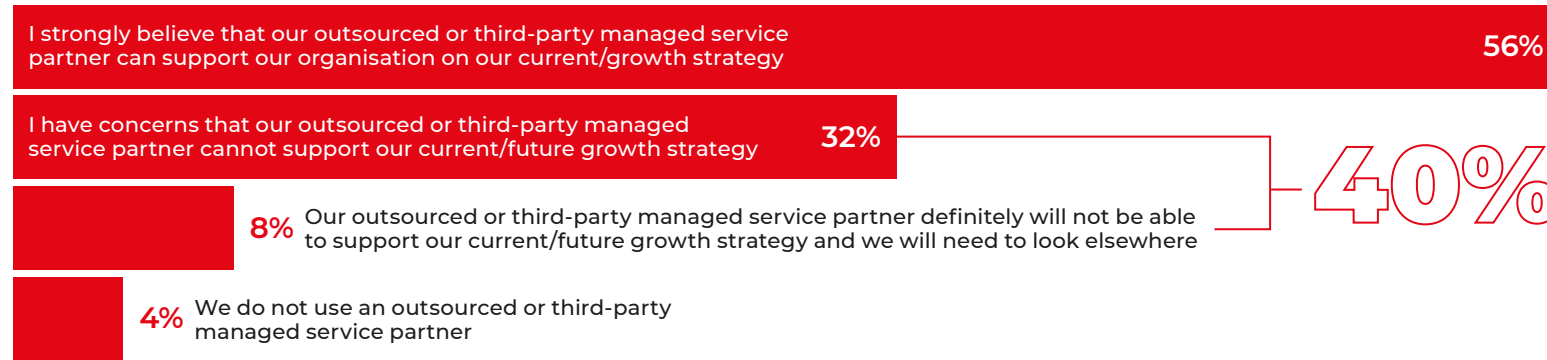 I strongly believe that our outsourced or third-party managed service
partner can support our organisation on our current/growth strategy
56%
I have concerns that our outsourced or third-party managed
service partner cannot support our current/future growth strategy
32%
40%
8%
Our outsourced or third-party managed service partner definitely will not be able
to support our current/future growth strategy and we will need to look elsewhere
4%
We do not use an outsourced or third-party
managed service partner